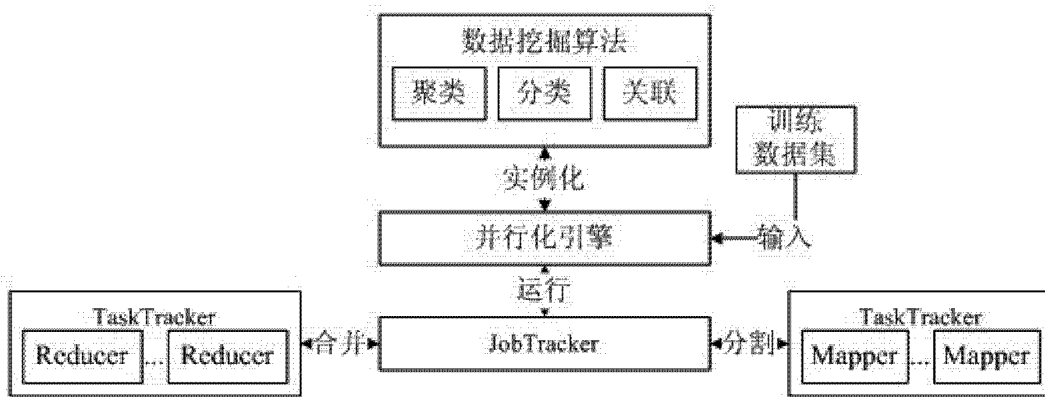 数据挖掘算法
聚类 分类 关联
训练
数据集
实例化
并行化引擎
输入
运行
TaskTracker
Reducer ... Reducer
合并
JobTracker
分割
TaskTracker
Mapper ... Mapper